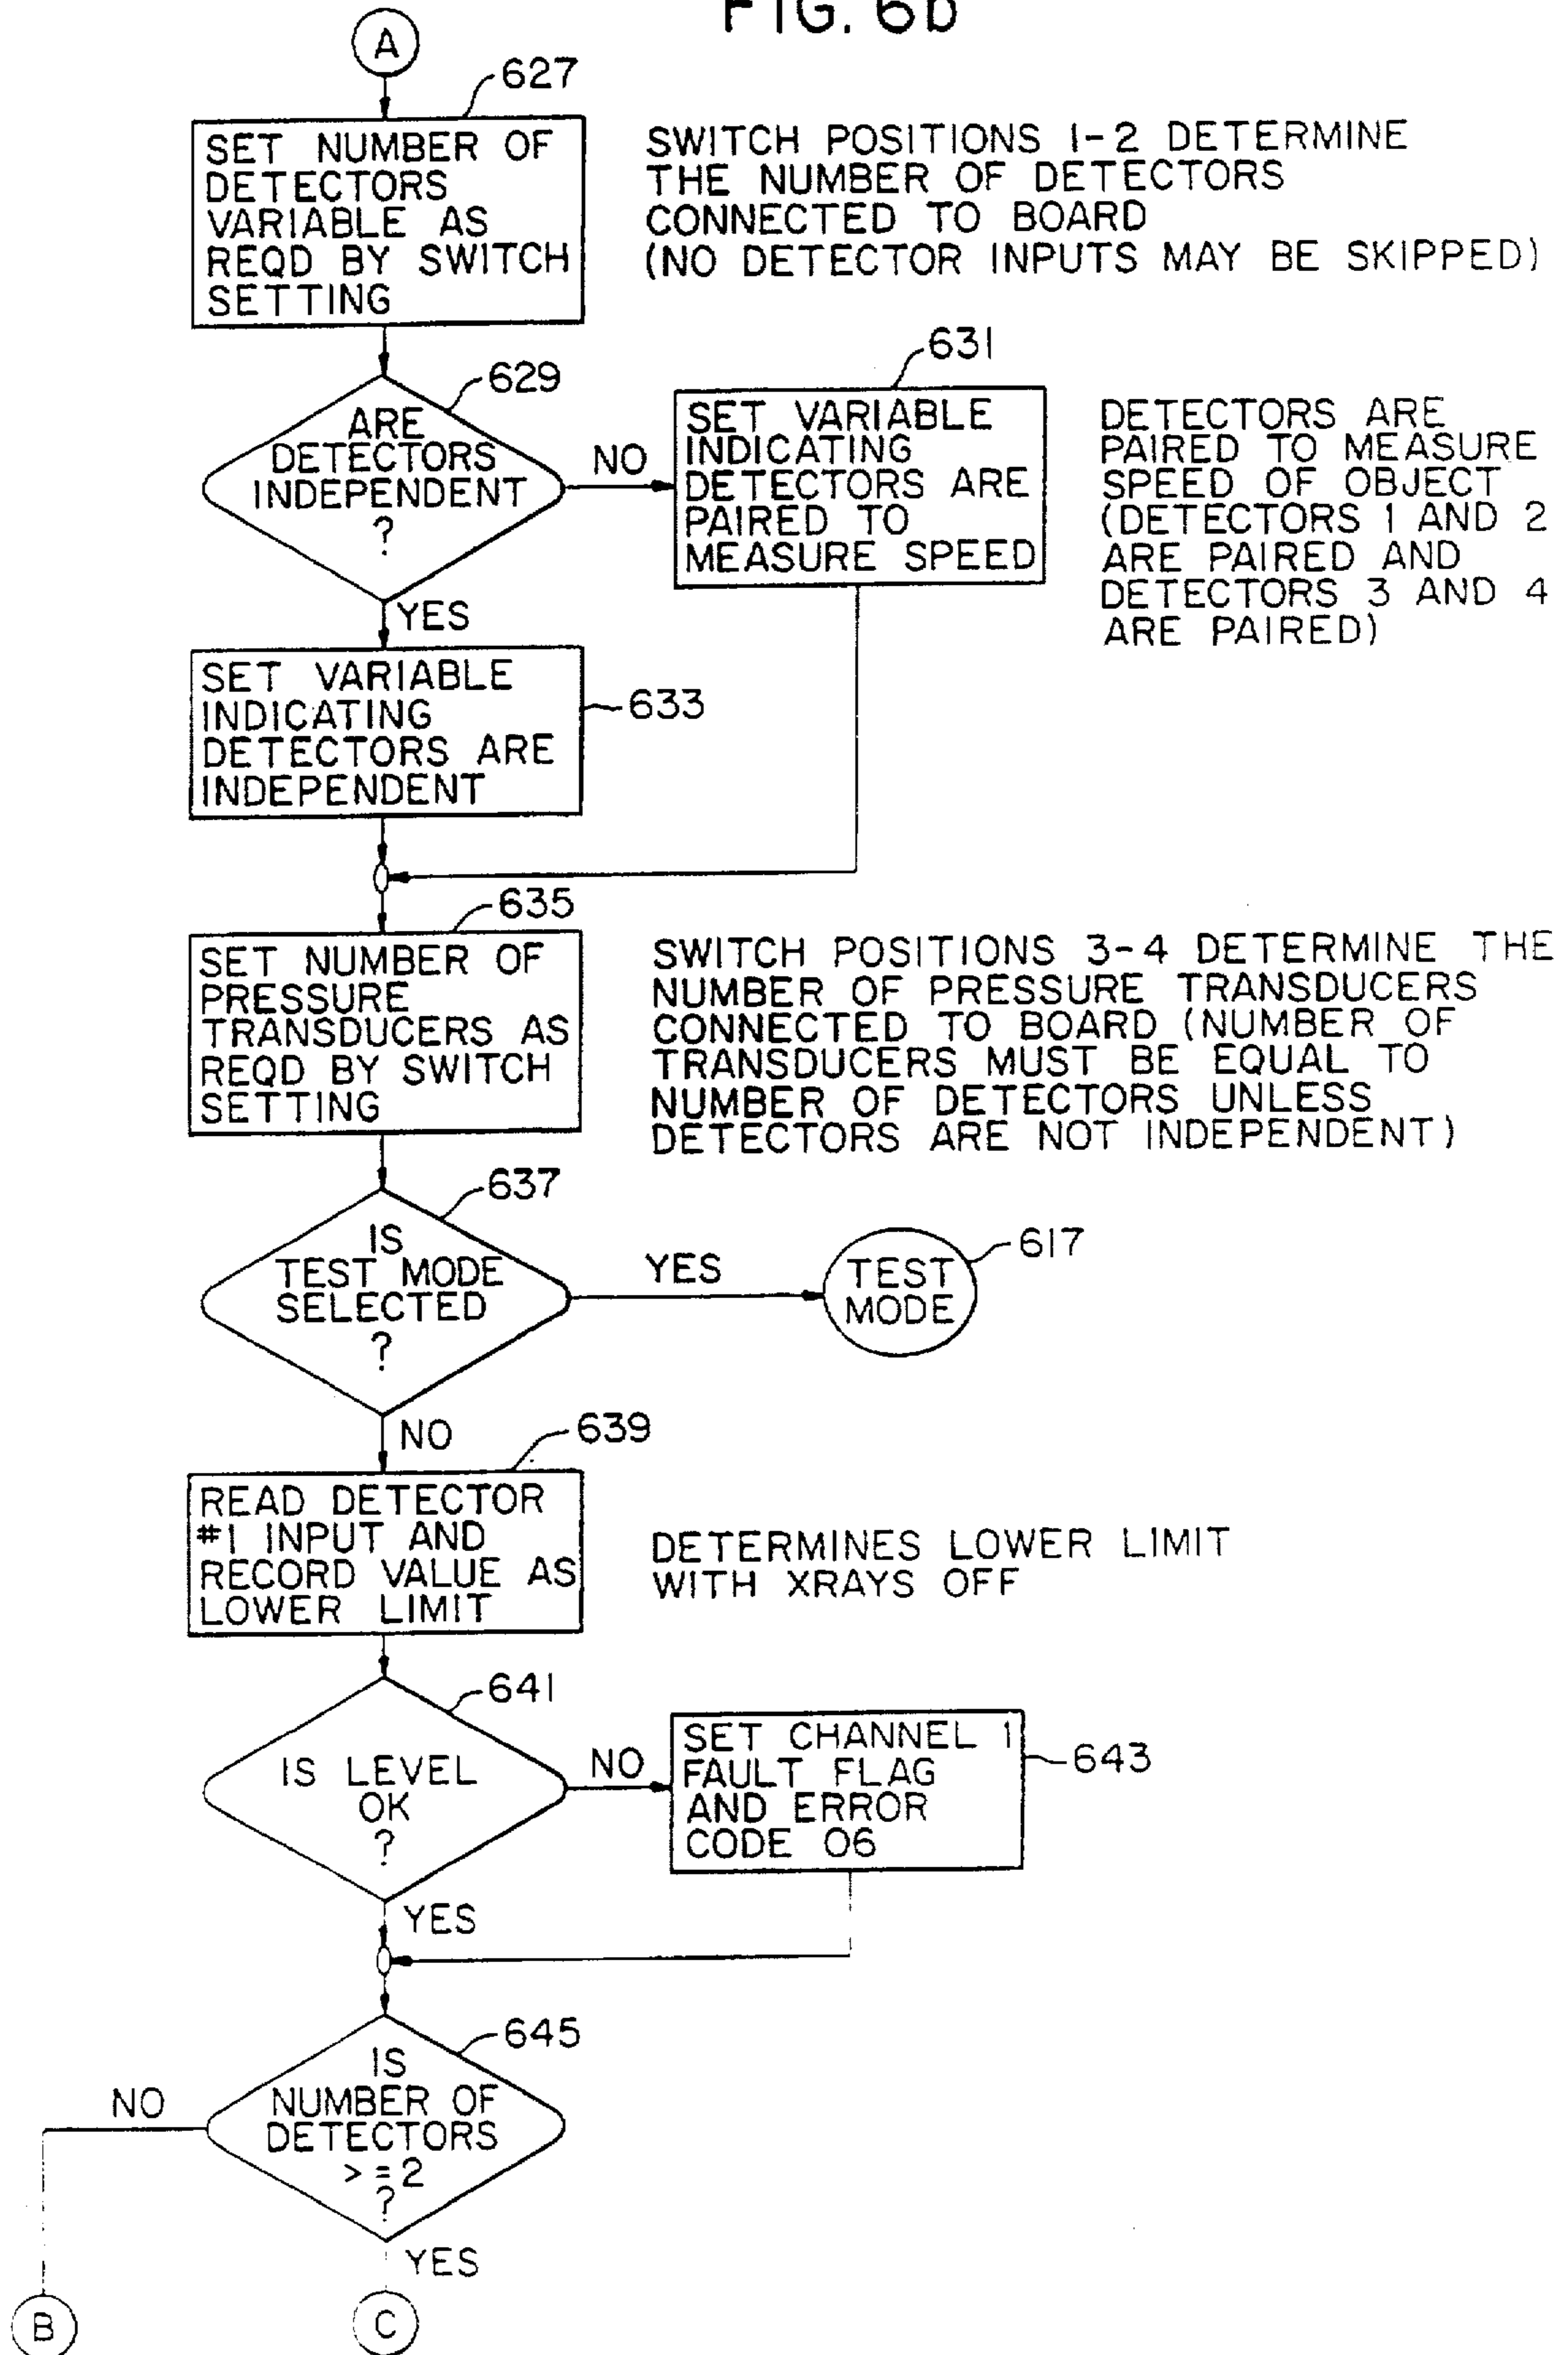 FIG. 6b
A
627
SET NUMBER OF
DETECTORS
VARIABLE AS
REQD BY SWITCH
SETTING
SWITCH POSITIONS 1-2 DETERMINE
THE NUMBER OF DETECTORS
CONNECTED TO BOARD
(NO DETECTOR INPUTS MAY BE SKIPPED)
629
ARE
DETECTORS
INDEPENDENT
?
NO
631
SET VARIABLE
INDICATING
DETECTORS ARE
PAIRED TO
MEASURE SPEED
DETECTORS ARE
PAIRED TO MEASURE
SPEED OF OBJECT
(DETECTORS 1 AND 2
ARE PAIRED AND
DETECTORS 3 AND 4
ARE PAIRED)
YES
SET VARIABLE
INDICATING
DETECTORS ARE
INDEPENDENT
633
635
SET NUMBER OF
PRESSURE
TRANSDUCERS AS
REQD BY SWITCH
SETTING
SWITCH POSITIONS 3-4 DETERMINE THE
NUMBER OF PRESSURE TRANSDUCERS
CONNECTED TO BOARD (NUMBER OF
TRANSDUCERS MUST BE EQUAL TO
NUMBER OF DETECTORS UNLESS
DETECTORS ARE NOT INDEPENDENT)
637
IS
TEST MODE
SELECTED
?
YES
617
TEST
MODE
NO
639
READ DETECTOR
#1 INPUT AND
RECORD VALUE AS
LOWER LIMIT
DETERMINES LOWER LIMIT
WITH XRAYS OFF
641
IS LEVEL
OK
?
NO
SET CHANNEL 1
FAULT FLAG
AND ERROR
CODE 06
643
YES
645
IS
NUMBER OF
DETECTORS
>=2
?
NO
YES
B
C